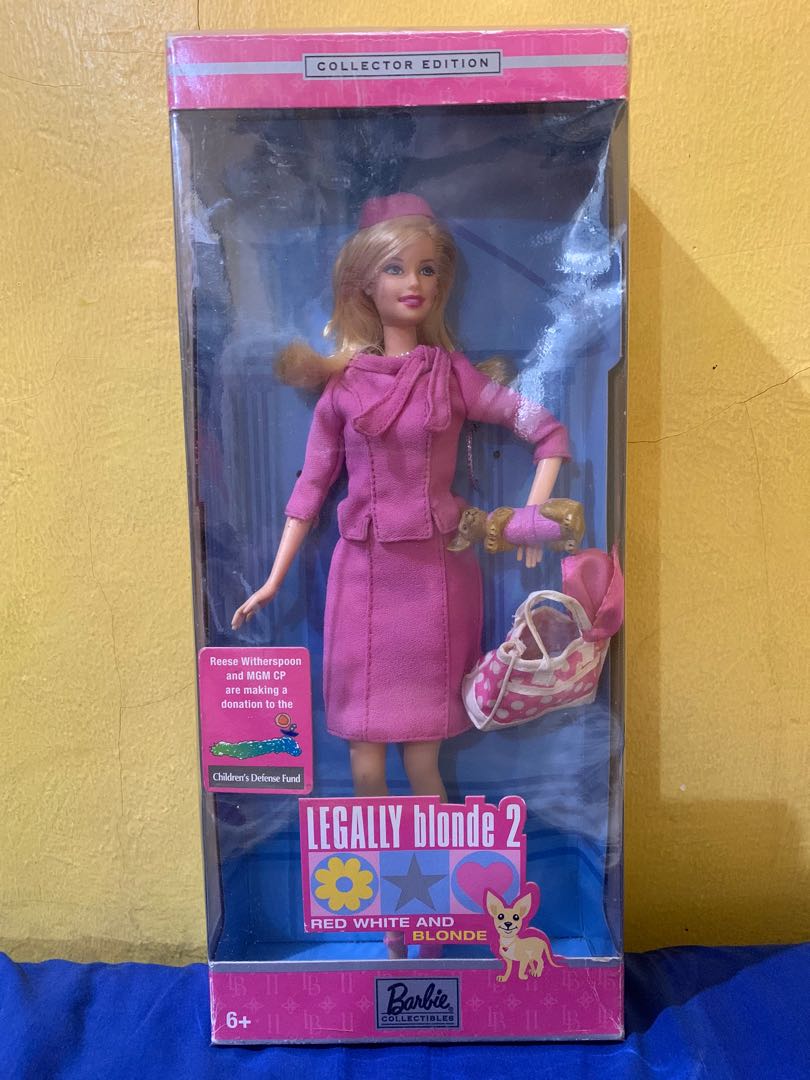 COLLECTOR EDITION
Reese Witherspoon
and MGM CP
are making a
donation to the
Children's Defense Fund
LEGALLY blonde 2
RED WHITE AND
BLONDE
6+
Barbie
COLLECTIBLES